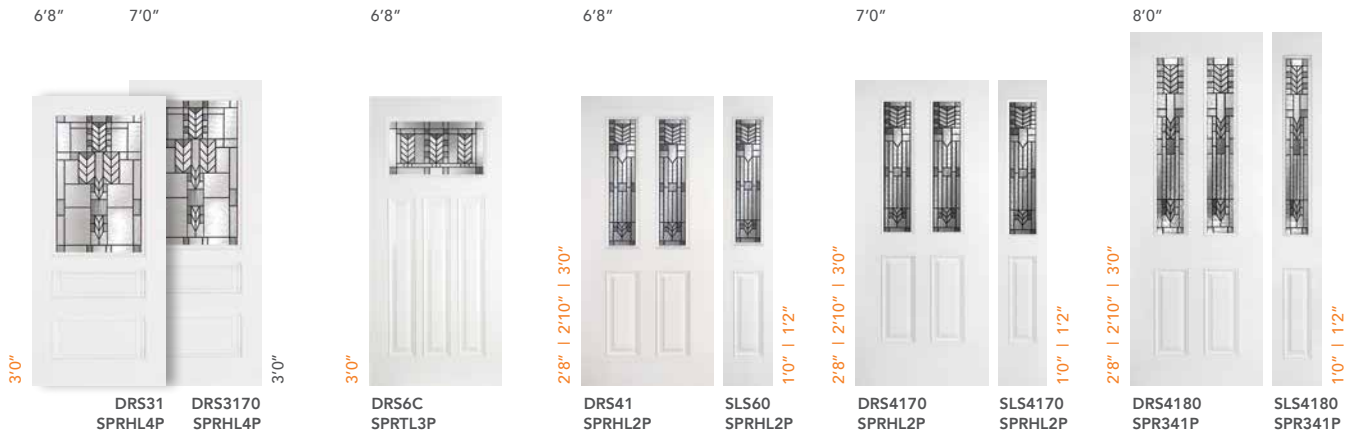 6'8" 7'0" 6'8" 6'8" 7'0" 8'0"
3'0"
3'0"
3'0"
2'8" | 2'10" | 3'0"
1'0" | 1'2"
2'8" | 2'10" | 3'0"
1'0" | 1'2"
2'8" | 2'10" | 3'0"
1'0" | 1'2"
DRS31
SPRHL4P
DRS3170
SPRHL4P
DRS6C
SPRTL3P
DRS41
SPRHL2P
SLS60
SPRHL2P
DRS4170
SPRHL2P
SLS4170
SPRHL2P
DRS4180
SPR341P
SLS4180
SPR341P